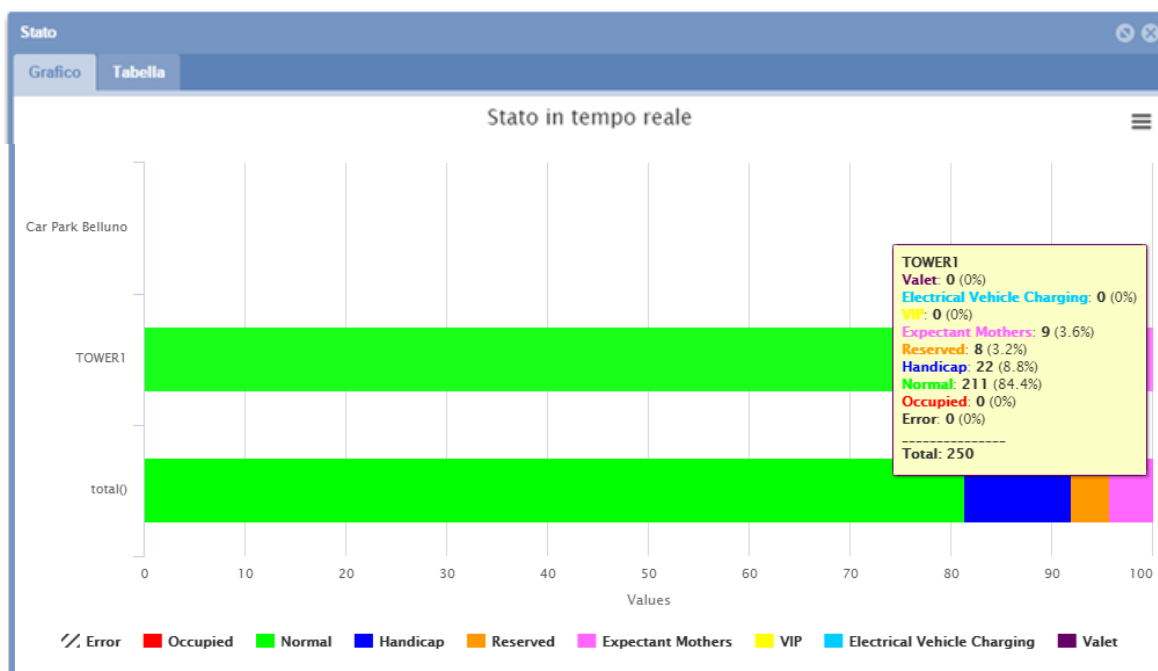 Stato
Grafico Tabella
Stato in tempo reale
Car Park Belluno
TOWER1
total()
TOWER1
Valet: 0 (0%)
Electrical Vehicle Charging: 0 (0%)
VIP: 0 (0%)
Expectant Mothers: 9 (3.6%)
Reserved: 8 (3.2%)
Handicap: 22 (8.8%)
Normal: 211 (84.4%)
Occupied: 0 (0%)
Error: 0 (0%)
_______________
Total: 250
0 10 20 30 40 50 60 70 80 90 100
Values
Error Occupied Normal Handicap Reserved Expectant Mothers VIP Electrical Vehicle Charging Valet